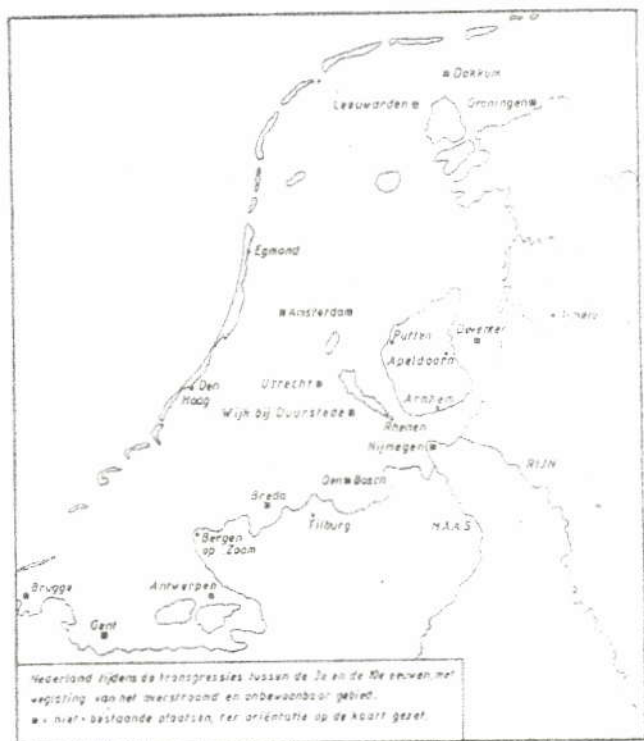 Dokkum
Leeuwarden
Groningen
Egmond
Amsterdam
Putten
Deventer
Apeldoorn
Utrecht
Den
Haag
Arnhem
Wijk bij Duurstede
Rhenen
Nijmegen
RIJN
Den Bosch
Breda
Tilburg
MAAS
Bergen
op Zoom
Brugge
Antwerpen
Gent
Nederland tijdens de transgressies tussen de 3e en de 10e eeuwen, met
weglating van het overstroomd en onbewoonbaar gebied.
= niet-bestaande plaatsen, ter oriëntatie op de kaart gezet.